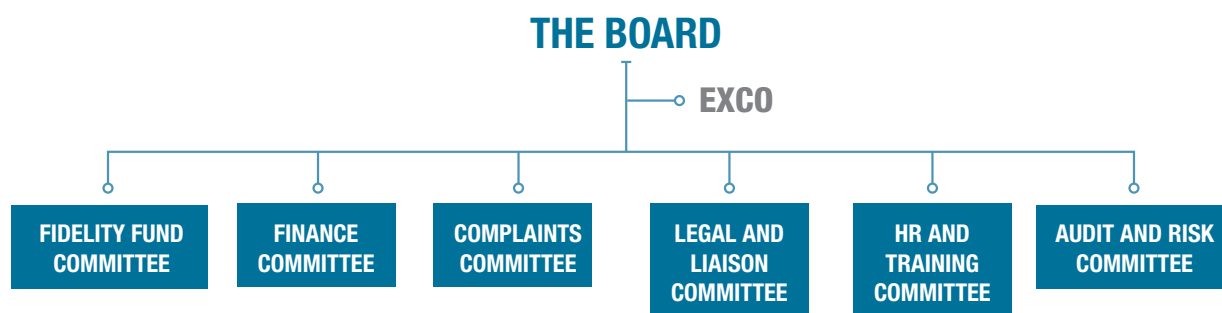 THE BOARD
EXCO
FIDELITY FUND
COMMITTEE
FINANCE
COMMITTEE
COMPLAINTS
COMMITTEE
LEGAL AND
LIAISON
COMMITTEE
HR AND
TRAINING
COMMITTEE
AUDIT AND RISK
COMMITTEE